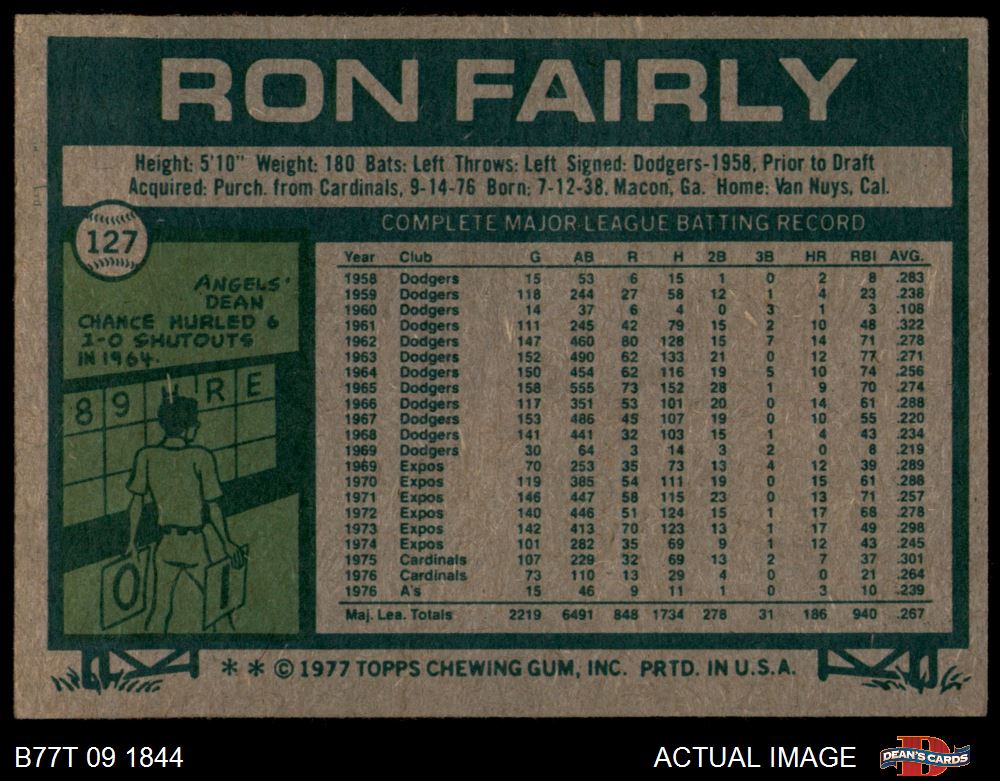 RON FAIRLY
Height: 5'10" Weight: 180 Bats: Left Throws: Left Signed: Dodgers-1958, Prior to Draft
Acquired: Purch. from Cardinals, 9-14-76 Born: 7-12-38, Macon, Ga. Home: Van Nuys, Cal.
127
COMPLETE MAJOR LEAGUE BATTING RECORD
ANGELS'
DEAN
CHANCE HURLED 6
1-0 SHUTOUTS
IN 1964.
8 9 R E
0 1
Year Club G AB R H 2B 3B HR RBI AVG.
1958 Dodgers 15 53 6 15 1 0 2 8 .283
1959 Dodgers 118 244 27 58 12 1 4 23 .238
1960 Dodgers 14 37 6 4 0 3 1 3 .108
1961 Dodgers 111 245 42 79 15 2 10 48 .322
1962 Dodgers 147 460 80 128 15 7 14 71 .278
1963 Dodgers 152 490 62 133 21 0 12 77 .271
1964 Dodgers 150 454 62 116 19 5 10 74 .256
1965 Dodgers 158 555 73 152 28 1 9 70 .274
1966 Dodgers 117 351 53 101 20 0 14 61 .288
1967 Dodgers 153 486 45 107 19 0 10 55 .220
1968 Dodgers 141 441 32 103 15 1 4 43 .234
1969 Dodgers 30 64 3 14 3 2 0 8 .219
1969 Expos 70 253 35 73 13 4 12 39 .289
1970 Expos 119 385 54 111 19 0 15 61 .288
1971 Expos 146 447 58 115 23 0 13 71 .257
1972 Expos 140 446 51 124 15 1 17 68 .278
1973 Expos 142 413 70 123 13 1 17 49 .298
1974 Expos 101 282 35 69 9 1 12 43 .245
1975 Cardinals 107 229 32 69 13 2 7 37 .301
1976 Cardinals 73 110 13 29 4 0 0 21 .264
1976 A's 15 46 9 11 1 0 3 10 .239
Maj. Lea. Totals 2219 6491 848 1734 278 31 186 940 .267
* * © 1977 TOPPS CHEWING GUM, INC. PRTD. IN U.S.A.
B77T 09 1844
ACTUAL IMAGE
D
DEAN'S CARDS